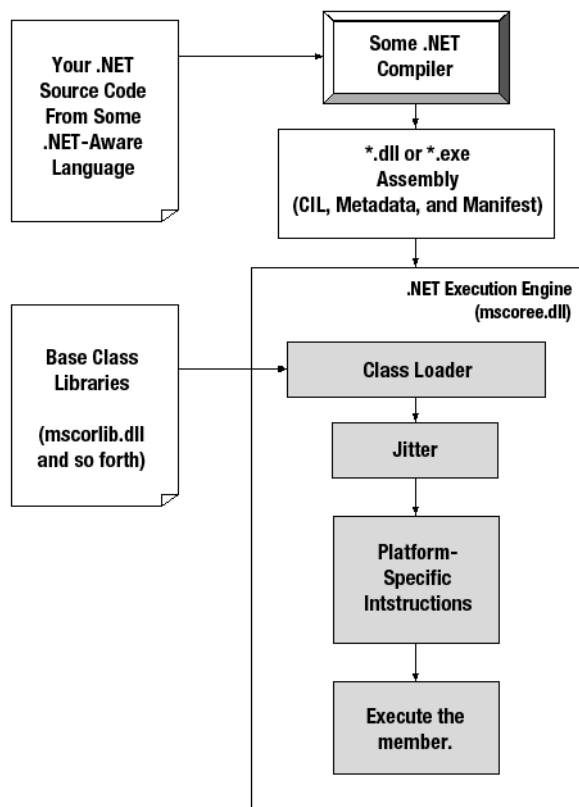 Your .NET
Source Code
From Some
.NET-Aware
Language
Some .NET
Compiler
*.dll or *.exe
Assembly
(CIL, Metadata, and Manifest)
.NET Execution Engine
(mscoree.dll)
Base Class
Libraries
(mscorlib.dll
and so forth)
Class Loader
Jitter
Platform-
Specific
Intstructions
Execute the
member.